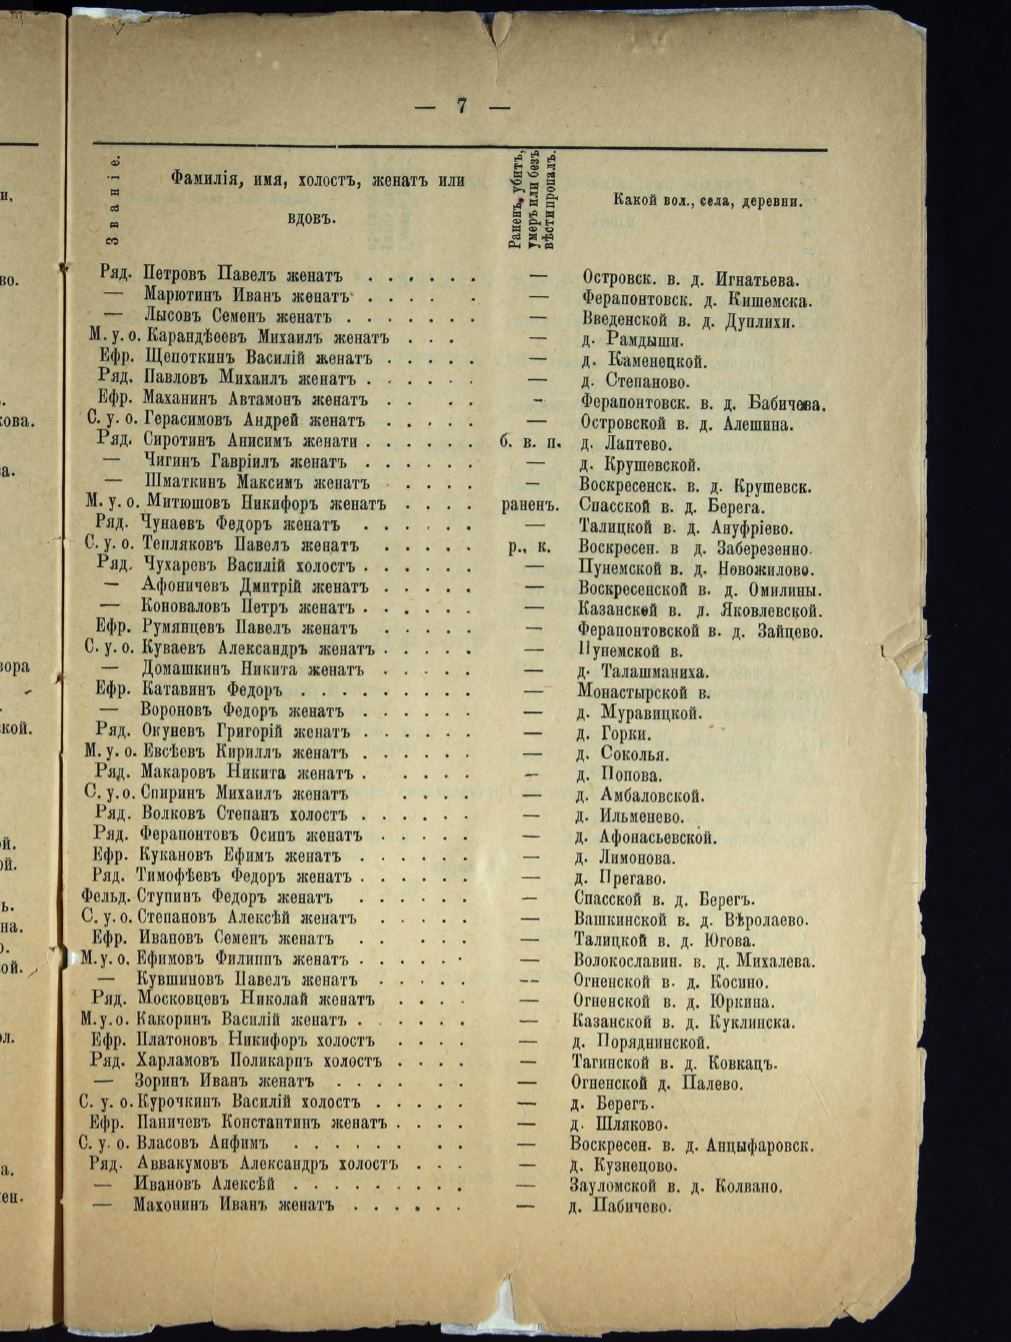 — 7 —
Званіе.
Фамилія, имя, холостъ, женатъ или
вдовъ.
Раненъ, убитъ,
умеръ или безъ
вѣсти пропалъ.
Какой вол., села, деревни.
Ряд. Петровъ Павелъ женатъ . . . . . . — Островск. в. д. Игнатьева.
— Марютинъ Иванъ женатъ . . . . . — Ферапонтовск. д. Кишемска.
— Лысовъ Семенъ женатъ . . . . . . . — Введенской в. д. Дуплихи.
М. у. о. Карандѣеевъ Михаилъ женатъ . . . — д. Рамдыши.
Ефр. Щепоткинъ Василій женатъ . . . . . — д. Каменецкой.
Ряд. Павловъ Михаилъ женатъ . . . . . . — д. Степаново.
Ефр. Маханинъ Автамонъ женатъ . . . . — Ферапонтовск. в. д. Бабичева.
С. у. о. Герасимовъ Андрей женатъ . . . . . — Островской в. д. Алешина.
Ряд. Сиротинъ Анисимъ женати . . . . . . б. в. п. д. Лаптево.
— Чигинъ Гавріилъ женатъ . . . . . . — д. Крушевской.
— Шматкинъ Максимъ женатъ . . . . — Воскресенск. в. д. Крушевск.
М. у. о. Митюшовъ Никифоръ женатъ . . . . раненъ. Спасской в. д. Берега.
Ряд. Чунаевъ Федоръ женатъ . . . . . . — Талицкой в. д. Ануфріево.
С. у. о. Тепляковъ Павелъ женатъ . . . . . р., к. Воскресен. в д. Заберезенно.
Ряд. Чухаревъ Василій холостъ . . . . . . — Пунемской в. д. Новожилово.
— Афоничевъ Дмитрій женатъ . . . . . — Воскресенской в. д. Омилины.
— Коноваловъ Петръ женатъ . . . . . . — Казанской в. д. Яковлевской.
Ефр. Румянцевъ Павелъ женатъ . . . . . — Ферапонтовской в. д. Зайцево.
С. у. о. Куваевъ Александръ женатъ . . . . . — Пунемской в.
— Домашкинъ Никита женатъ . . . . . — д. Талашманиха.
Ефр. Катавинъ Федоръ . . . . . . . . . — Монастырской в.
— Вороновъ Федоръ женатъ . . . . . . — д. Муравицкой.
Ряд. Окуневъ Григорій женатъ . . . . . . — д. Горки.
М. у. о. Евсѣевъ Кириллъ женатъ . . . . . . — д. Соколья.
Ряд. Макаровъ Никита женатъ . . . . . — д. Попова.
С. у. о. Спиринъ Михаилъ женатъ . . . . — д. Амбаловской.
Ряд. Волковъ Степанъ холостъ . . . . . . — д. Ильменево.
Ряд. Ферапонтовъ Осипъ женатъ . . . . . — д. Афонасьевской.
Ефр. Кукановъ Ефимъ женатъ . . . . . . — д. Лимонова.
Ряд. Тимофѣевъ Федоръ женатъ . . . . . . — д. Прегаво.
Фельд. Ступинъ Федоръ женатъ . . . . . . — Спасской в. д. Берегъ.
С. у. о. Степановъ Алексѣй женатъ . . . . . — Вашкинской в. д. Вѣролаево.
Ефр. Ивановъ Семенъ женатъ . . . . . — Талицкой в. д. Югова.
М. у. о. Ефимовъ Филиппъ женатъ . . . . . . — Волокославин. в. д. Михалева.
— Кувшиновъ Павелъ женатъ . . . . . — Огненской в. д. Косино.
Ряд. Московцевъ Николай женатъ . . . . — Огненской в. д. Юркина.
М. у. о. Какоринъ Василій женатъ . . . . . . — Казанской в. д. Куклинска.
Ефр. Платоновъ Никифоръ холостъ . . . . — д. Поряднинской.
Ряд. Харламовъ Поликарпъ холостъ . . . . — Тагинской в. д. Ковкацъ.
— Зоринъ Иванъ женатъ . . . . . . . — Огненской д. Палево.
С. у. о. Курочкинъ Василій холостъ . . . . . — д. Берегъ.
Ефр. Паничевъ Константинъ женатъ . . . . — д. Шляково.
С. у. о. Власовъ Анфимъ . . . . . . . . — Воскресен. в. д. Анцыфаровск.
Ряд. Аввакумовъ Александръ холостъ . . . — д. Кузнецово.
— Ивановъ Алексѣй . . . . . . . . . — Зауломской в. д. Колвано.
— Махонинъ Иванъ женатъ . . . . . . — д. Пабичево.